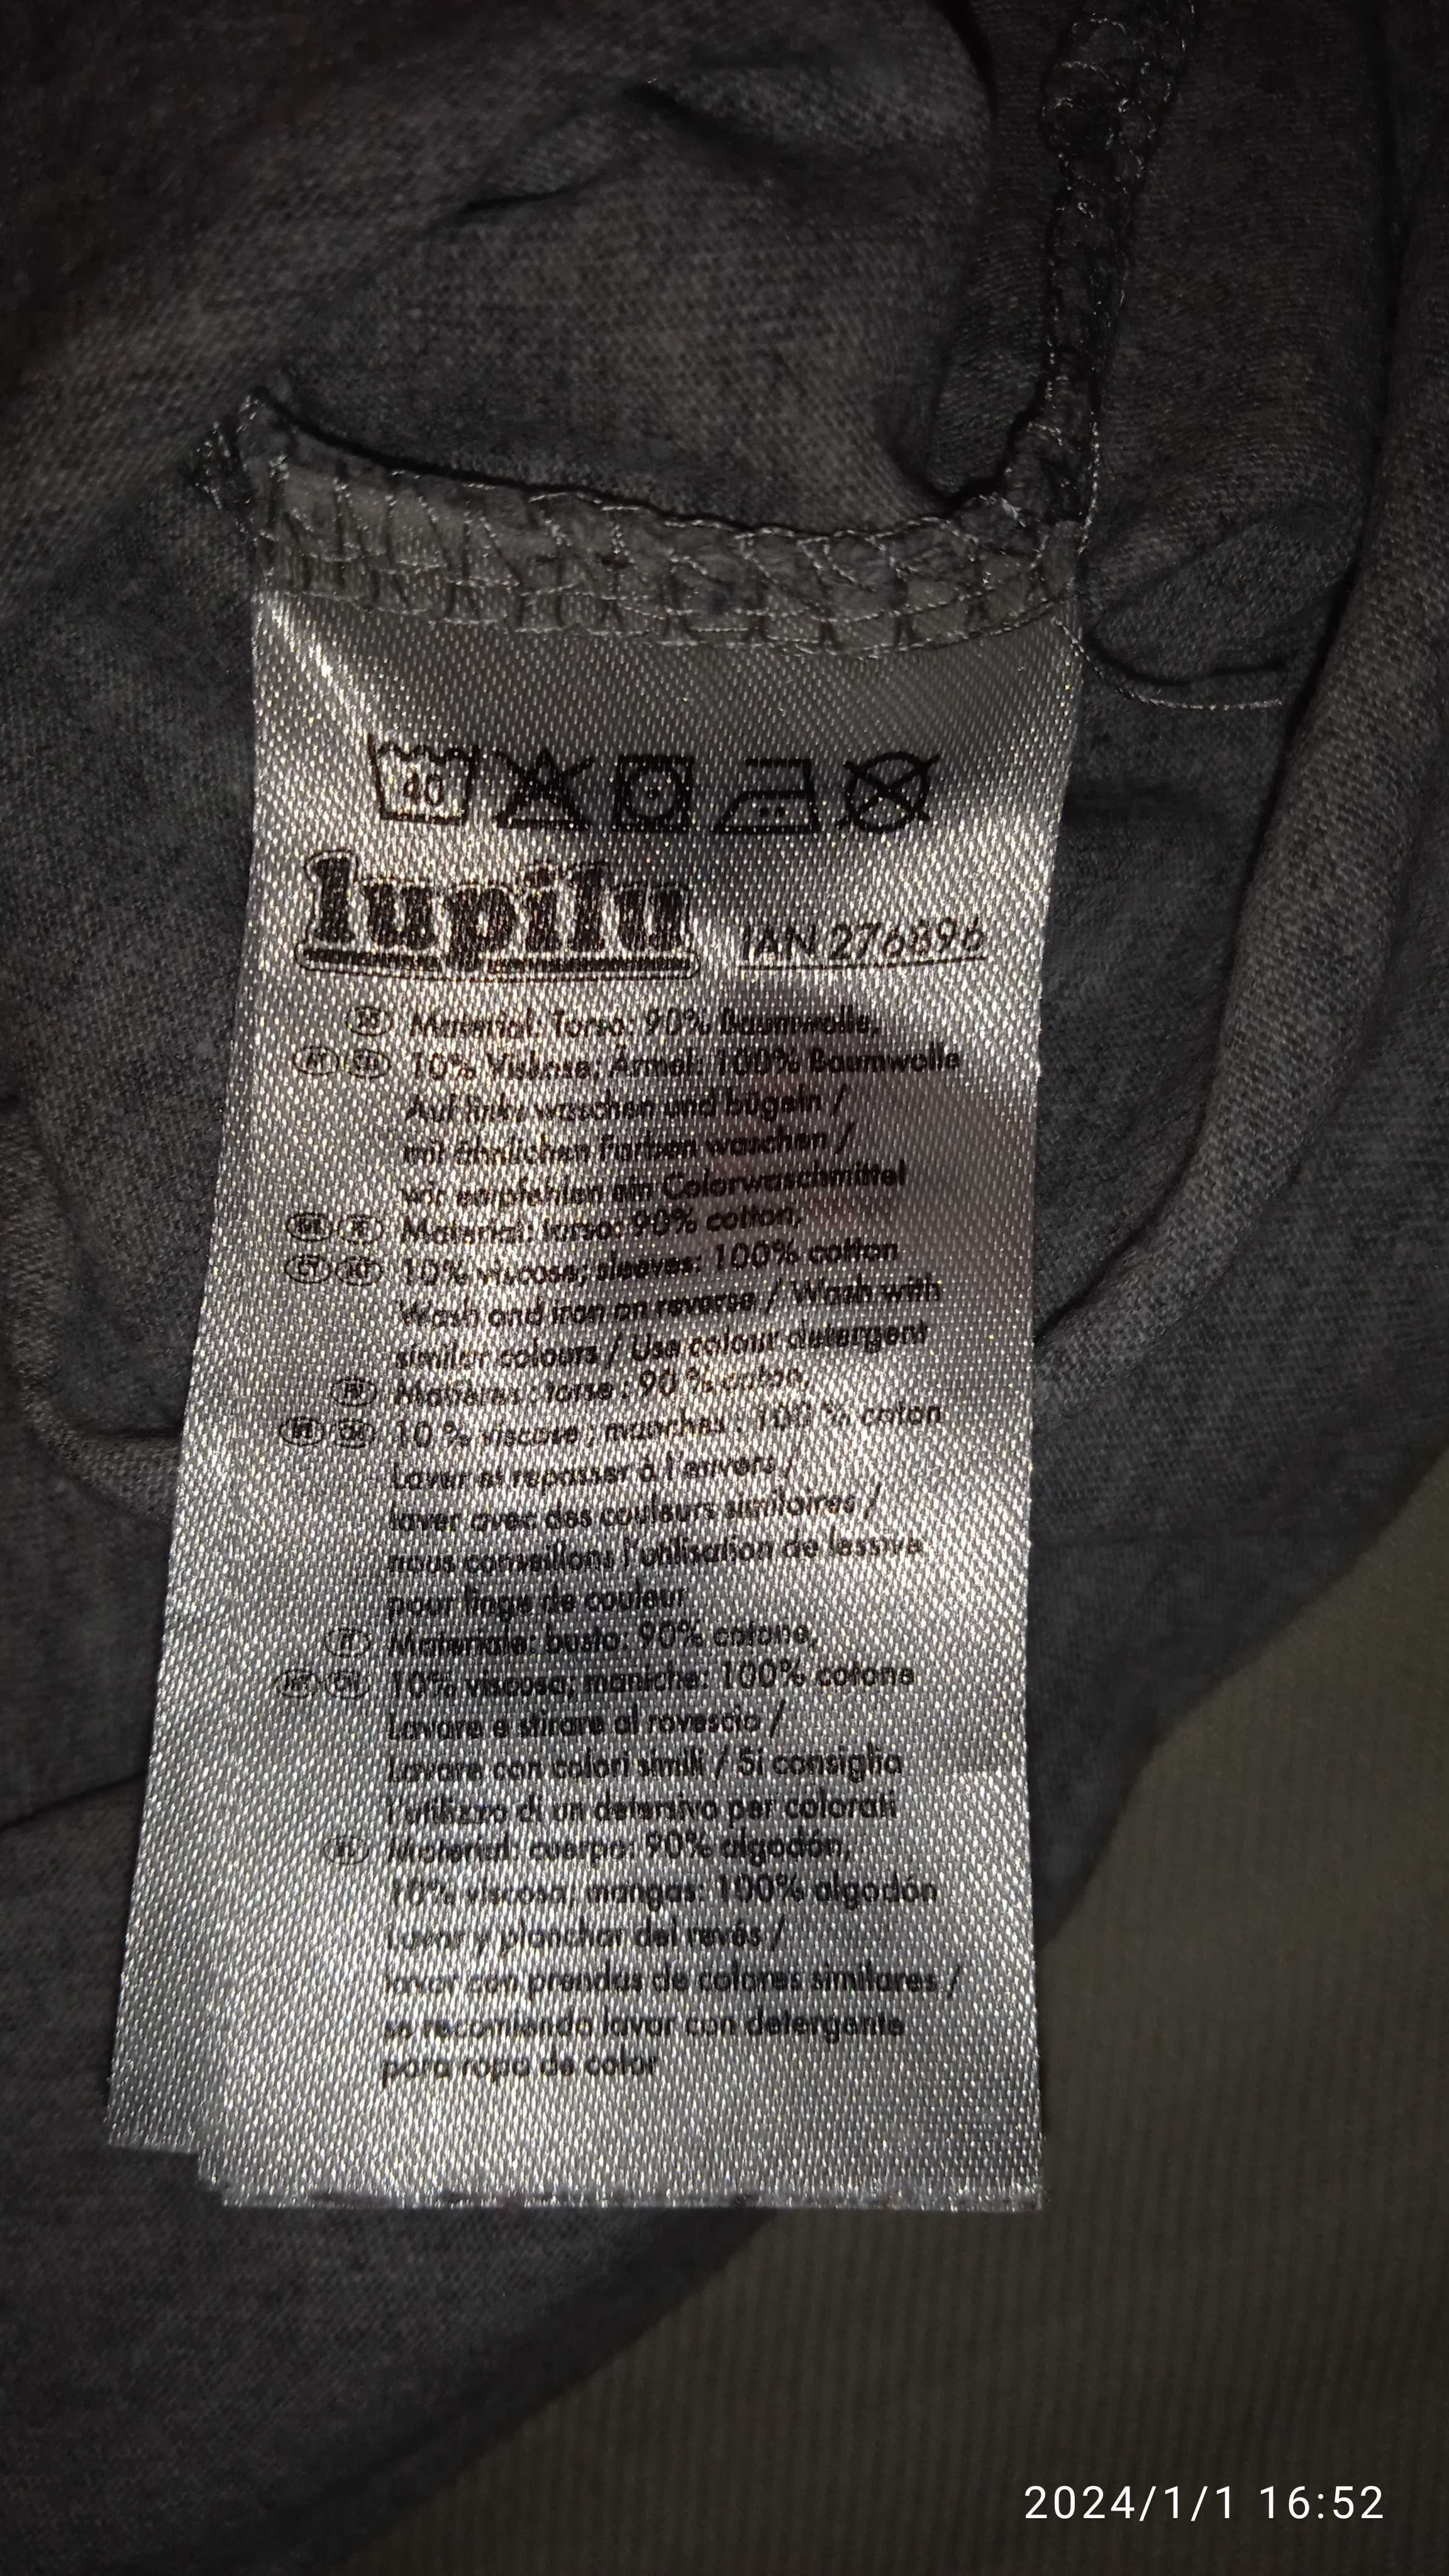 40
lupilu
IAN 276896
Material: Torso: 90% Baumwolle,
10% Viskose; Ärmel: 100% Baumwolle
Auf links waschen und bügeln /
mit ähnlichen Farben waschen /
wir empfehlen ein Colorwaschmittel
Material: torso: 90% cotton,
10% viscose; sleeves: 100% cotton
Wash and iron on reverse / Wash with
similar colours / Use colour detergent
Matières : torse : 90 % coton,
10 % viscose ; manches : 100 % coton
Laver et repasser à l'envers /
laver avec des couleurs similaires /
nous conseillons l'utilisation de lessive
pour linge de couleur
IT Materiale: busto: 90% cotone,
10% viscosa; maniche: 100% cotone
Lavare e stirare al rovescio /
Lavare con colori simili / Si consiglia
l'utilizzo di un detersivo per colorati
Material: cuerpo: 90% algodón,
10% viscosa; mangas: 100% algodón
Lavar y planchar del revés /
lavar con prendas de colores similares /
se recomienda lavar con detergente
para ropa de color
2024/1/1 16:52